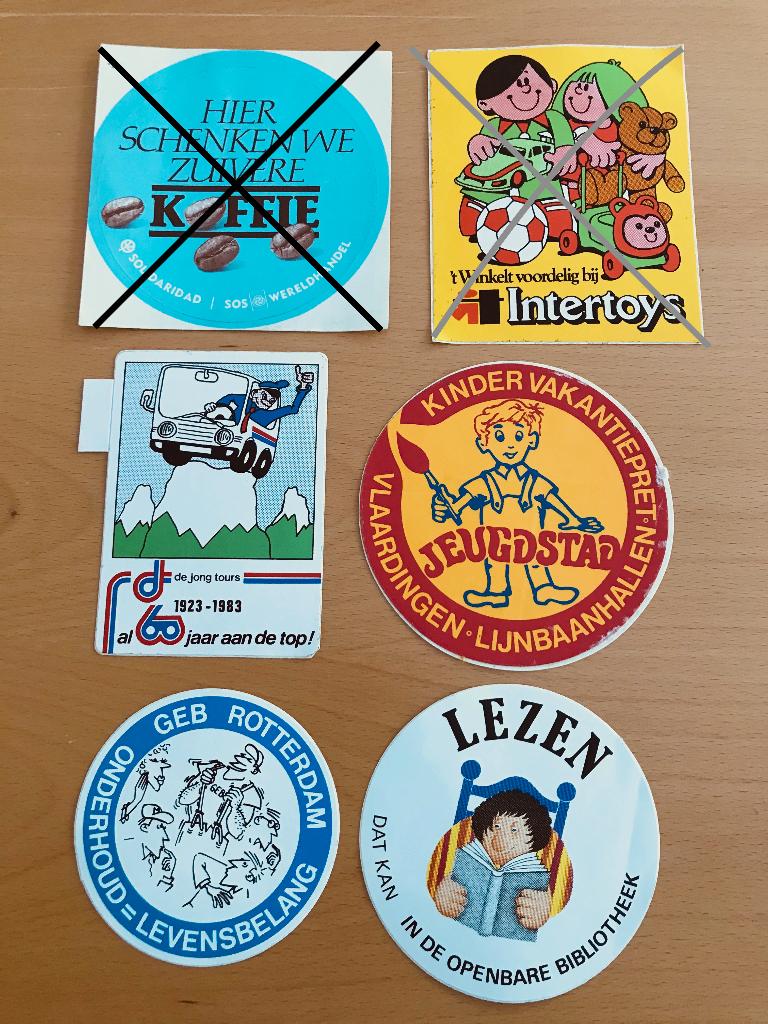 HIER
SCHENKEN WE
ZUIVERE
KOFFIE
SOLIDARIDAD | SOS WERELDHANDEL
't Winkelt voordelig bij
Intertoys
de jong tours
1923-1983
al 60 jaar aan de top!
KINDER VAKANTIEPRET·
JEUGDSTAD
VLAARDINGEN·LIJNBAANHALLEN·
GEB ROTTERDAM
GEB
ONDERHOUD=LEVENSBELANG
LEZEN
DAT KAN IN DE OPENBARE BIBLIOTHEEK